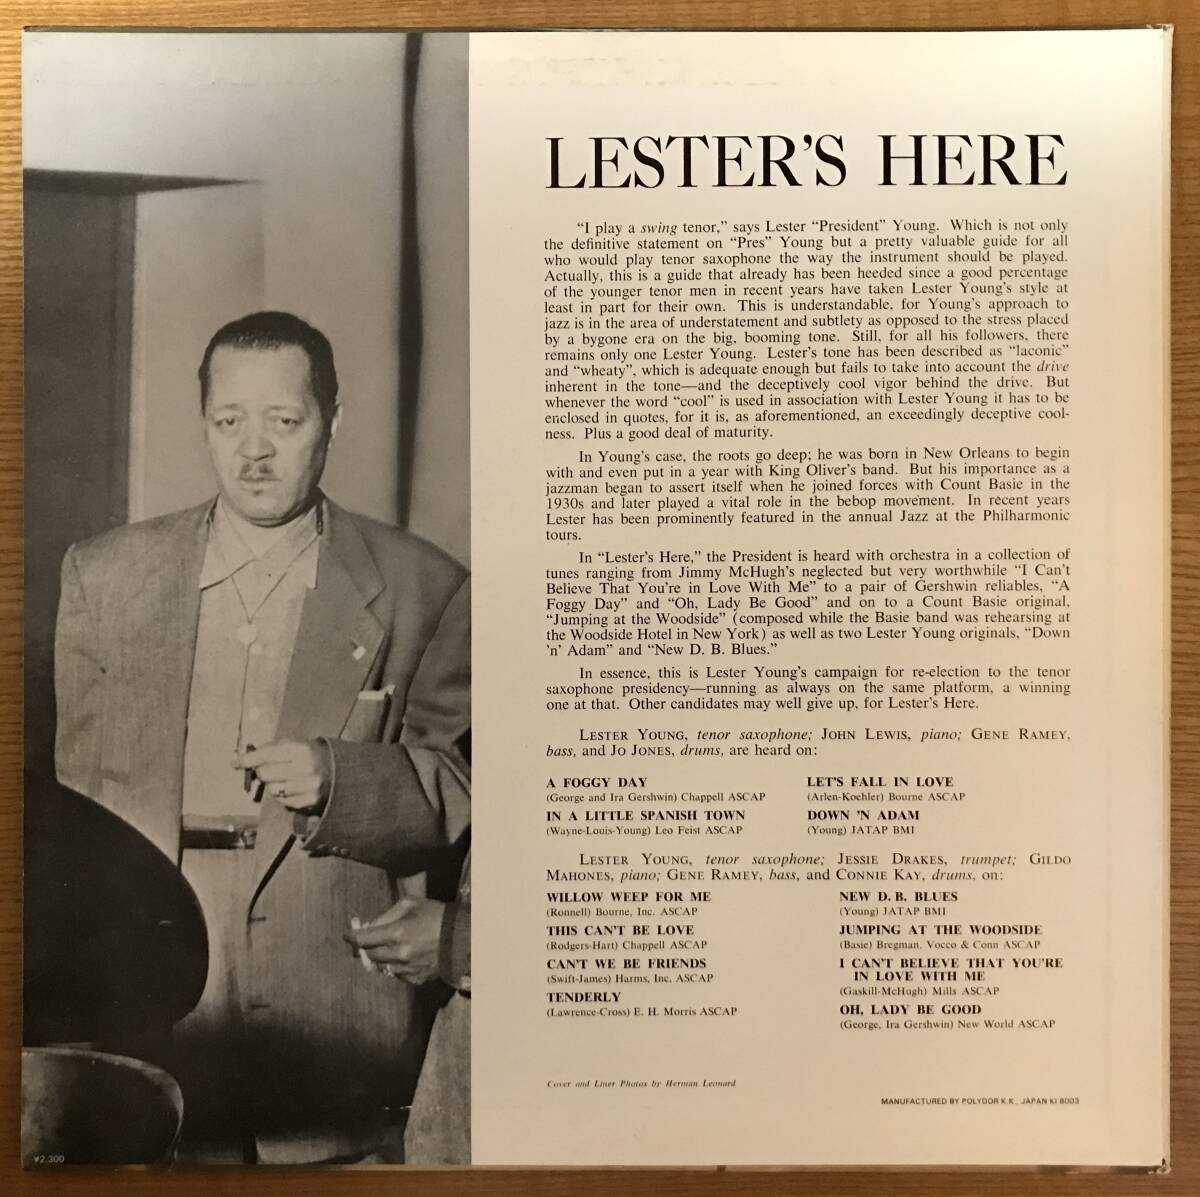 LESTER'S HERE
"I play a swing tenor," says Lester "President" Young. Which is not only
the definitive statement on "Pres" Young but a pretty valuable guide for all
who would play tenor saxophone the way the instrument should be played.
Actually, this is a guide that already has been heeded since a good percentage
of the younger tenor men in recent years have taken Lester Young's style at
least in part for their own. This is understandable, for Young's approach to
jazz is in the area of understatement and subtlety as opposed to the stress placed
by a bygone era on the big, booming tone. Still, for all his followers, there
remains only one Lester Young. Lester's tone has been described as "laconic"
and "wheaty", which is adequate enough but fails to take into account the drive
inherent in the tone—and the deceptively cool vigor behind the drive. But
whenever the word "cool" is used in association with Lester Young it has to be
enclosed in quotes, for it is, as aforementioned, an exceedingly deceptive cool-
ness. Plus a good deal of maturity.
In Young's case, the roots go deep; he was born in New Orleans to begin
with and even put in a year with King Oliver's band. But his importance as a
jazzman began to assert itself when he joined forces with Count Basie in the
1930s and later played a vital role in the bebop movement. In recent years
Lester has been prominently featured in the annual Jazz at the Philharmonic
tours.
In "Lester's Here," the President is heard with orchestra in a collection of
tunes ranging from Jimmy McHugh's neglected but very worthwhile "I Can't
Believe That You're in Love With Me" to a pair of Gershwin reliables, "A
Foggy Day" and "Oh, Lady Be Good" and on to a Count Basie original,
"Jumping at the Woodside" (composed while the Basie band was rehearsing at
the Woodside Hotel in New York) as well as two Lester Young originals, "Down
'n' Adam" and "New D. B. Blues."
In essence, this is Lester Young's campaign for re-election to the tenor
saxophone presidency—running as always on the same platform, a winning
one at that. Other candidates may well give up, for Lester's Here.
LESTER YOUNG, tenor saxophone; JOHN LEWIS, piano; GENE RAMEY,
bass, and JO JONES, drums, are heard on:
A FOGGY DAY
(George and Ira Gershwin) Chappell ASCAP
IN A LITTLE SPANISH TOWN
(Wayne-Louis-Young) Leo Feist ASCAP
LET'S FALL IN LOVE
(Arlen-Koehler) Bourne ASCAP
DOWN 'N ADAM
(Young) JATAP BMI
LESTER YOUNG, tenor saxophone; JESSIE DRAKES, trumpet; GILDO
MAHONES, piano; GENE RAMEY, bass, and CONNIE KAY, drums, on:
WILLOW WEEP FOR ME
(Ronnell) Bourne, Inc. ASCAP
THIS CAN'T BE LOVE
(Rodgers-Hart) Chappell ASCAP
CAN'T WE BE FRIENDS
(Swift-James) Harms, Inc. ASCAP
TENDERLY
(Lawrence-Cross) E. H. Morris ASCAP
NEW D. B. BLUES
(Young) JATAP BMI
JUMPING AT THE WOODSIDE
(Basie) Bregman, Vocco & Conn ASCAP
I CAN'T BELIEVE THAT YOU'RE
IN LOVE WITH ME
(Gaskill-McHugh) Mills ASCAP
OH, LADY BE GOOD
(George, Ira Gershwin) New World ASCAP
Cover and Liner Photos by Herman Leonard
MANUFACTURED BY POLYDOR K.K., JAPAN KI 8003
¥2,300